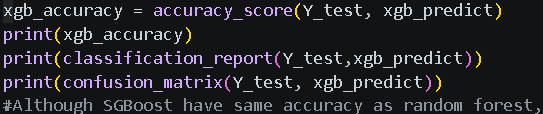 xgb_accuracy = accuracy_score(Y_test, xgb_predict)
print(xgb_accuracy)
print(classification_report(Y_test,xgb_predict))
print(confusion_matrix(Y_test, xgb_predict))
#Although SGBoost have same accuracy as random forest,